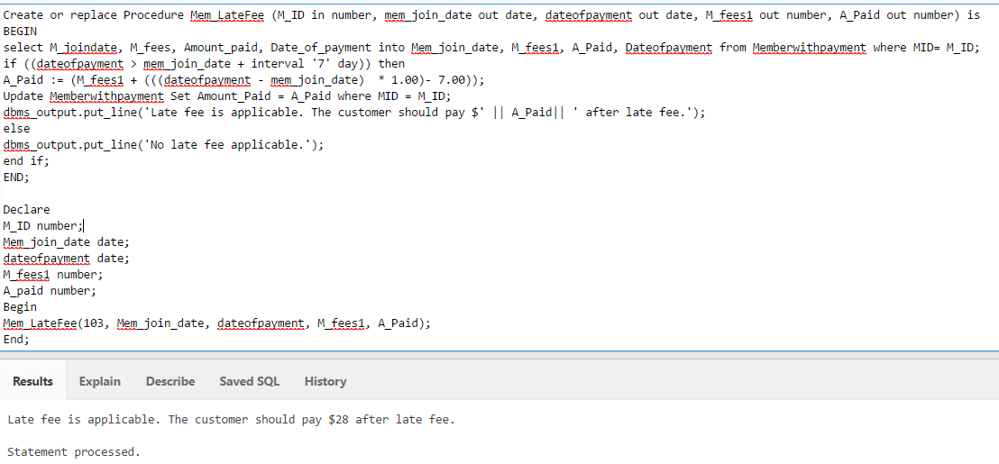 Create or replace Procedure Mem_LateFee (M_ID in number, mem_join_date out date, dateofpayment out date, M_fees1 out number, A_Paid out number) is
BEGIN
select M_joindate, M_fees, Amount_paid, Date_of_payment into Mem_join_date, M_fees1, A_Paid, Dateofpayment from Memberwithpayment where MID= M_ID;
if ((dateofpayment > mem_join_date + interval '7' day)) then
A_Paid := (M_fees1 + (((dateofpayment - mem_join_date)  * 1.00)- 7.00));
Update Memberwithpayment Set Amount_Paid = A_Paid where MID = M_ID;
dbms_output.put_line('Late fee is applicable. The customer should pay $' || A_Paid|| ' after late fee.');
else
dbms_output.put_line('No late fee applicable.');
end if;
END;

Declare
M_ID number;
Mem_join_date date;
dateofpayment date;
M_fees1 number;
A_paid number;
Begin
Mem_LateFee(103, Mem_join_date, dateofpayment, M_fees1, A_Paid);
End;
Results Explain Describe Saved SQL History
Late fee is applicable. The customer should pay $28 after late fee.
Statement processed.